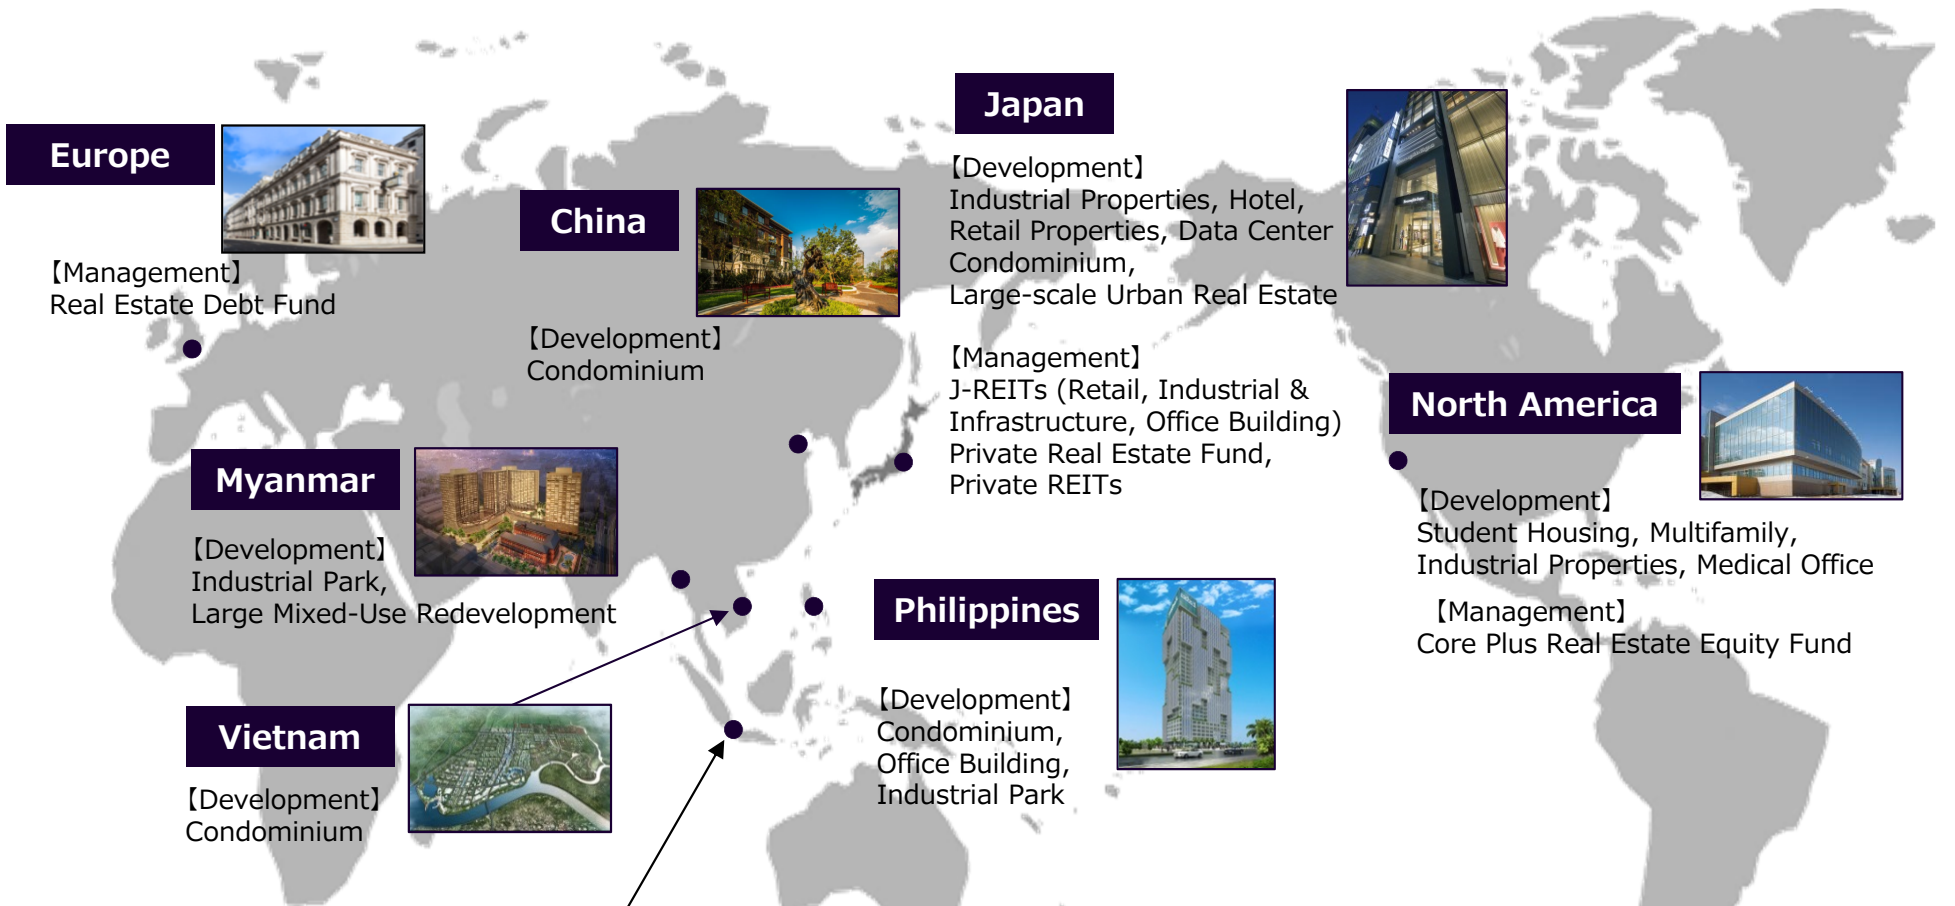 Europe
【Management】
Real Estate Debt Fund
China
【Development】
Condominium
Japan
【Development】
Industrial Properties, Hotel,
Retail Properties, Data Center
Condominium,
Large-scale Urban Real Estate
【Management】
J-REITs (Retail, Industrial &
Infrastructure, Office Building)
Private Real Estate Fund,
Private REITs
North America
【Development】
Student Housing, Multifamily,
Industrial Properties, Medical Office
【Management】
Core Plus Real Estate Equity Fund
Myanmar
【Development】
Industrial Park,
Large Mixed-Use Redevelopment
Philippines
【Development】
Condominium,
Office Building,
Industrial Park
Vietnam
【Development】
Condominium